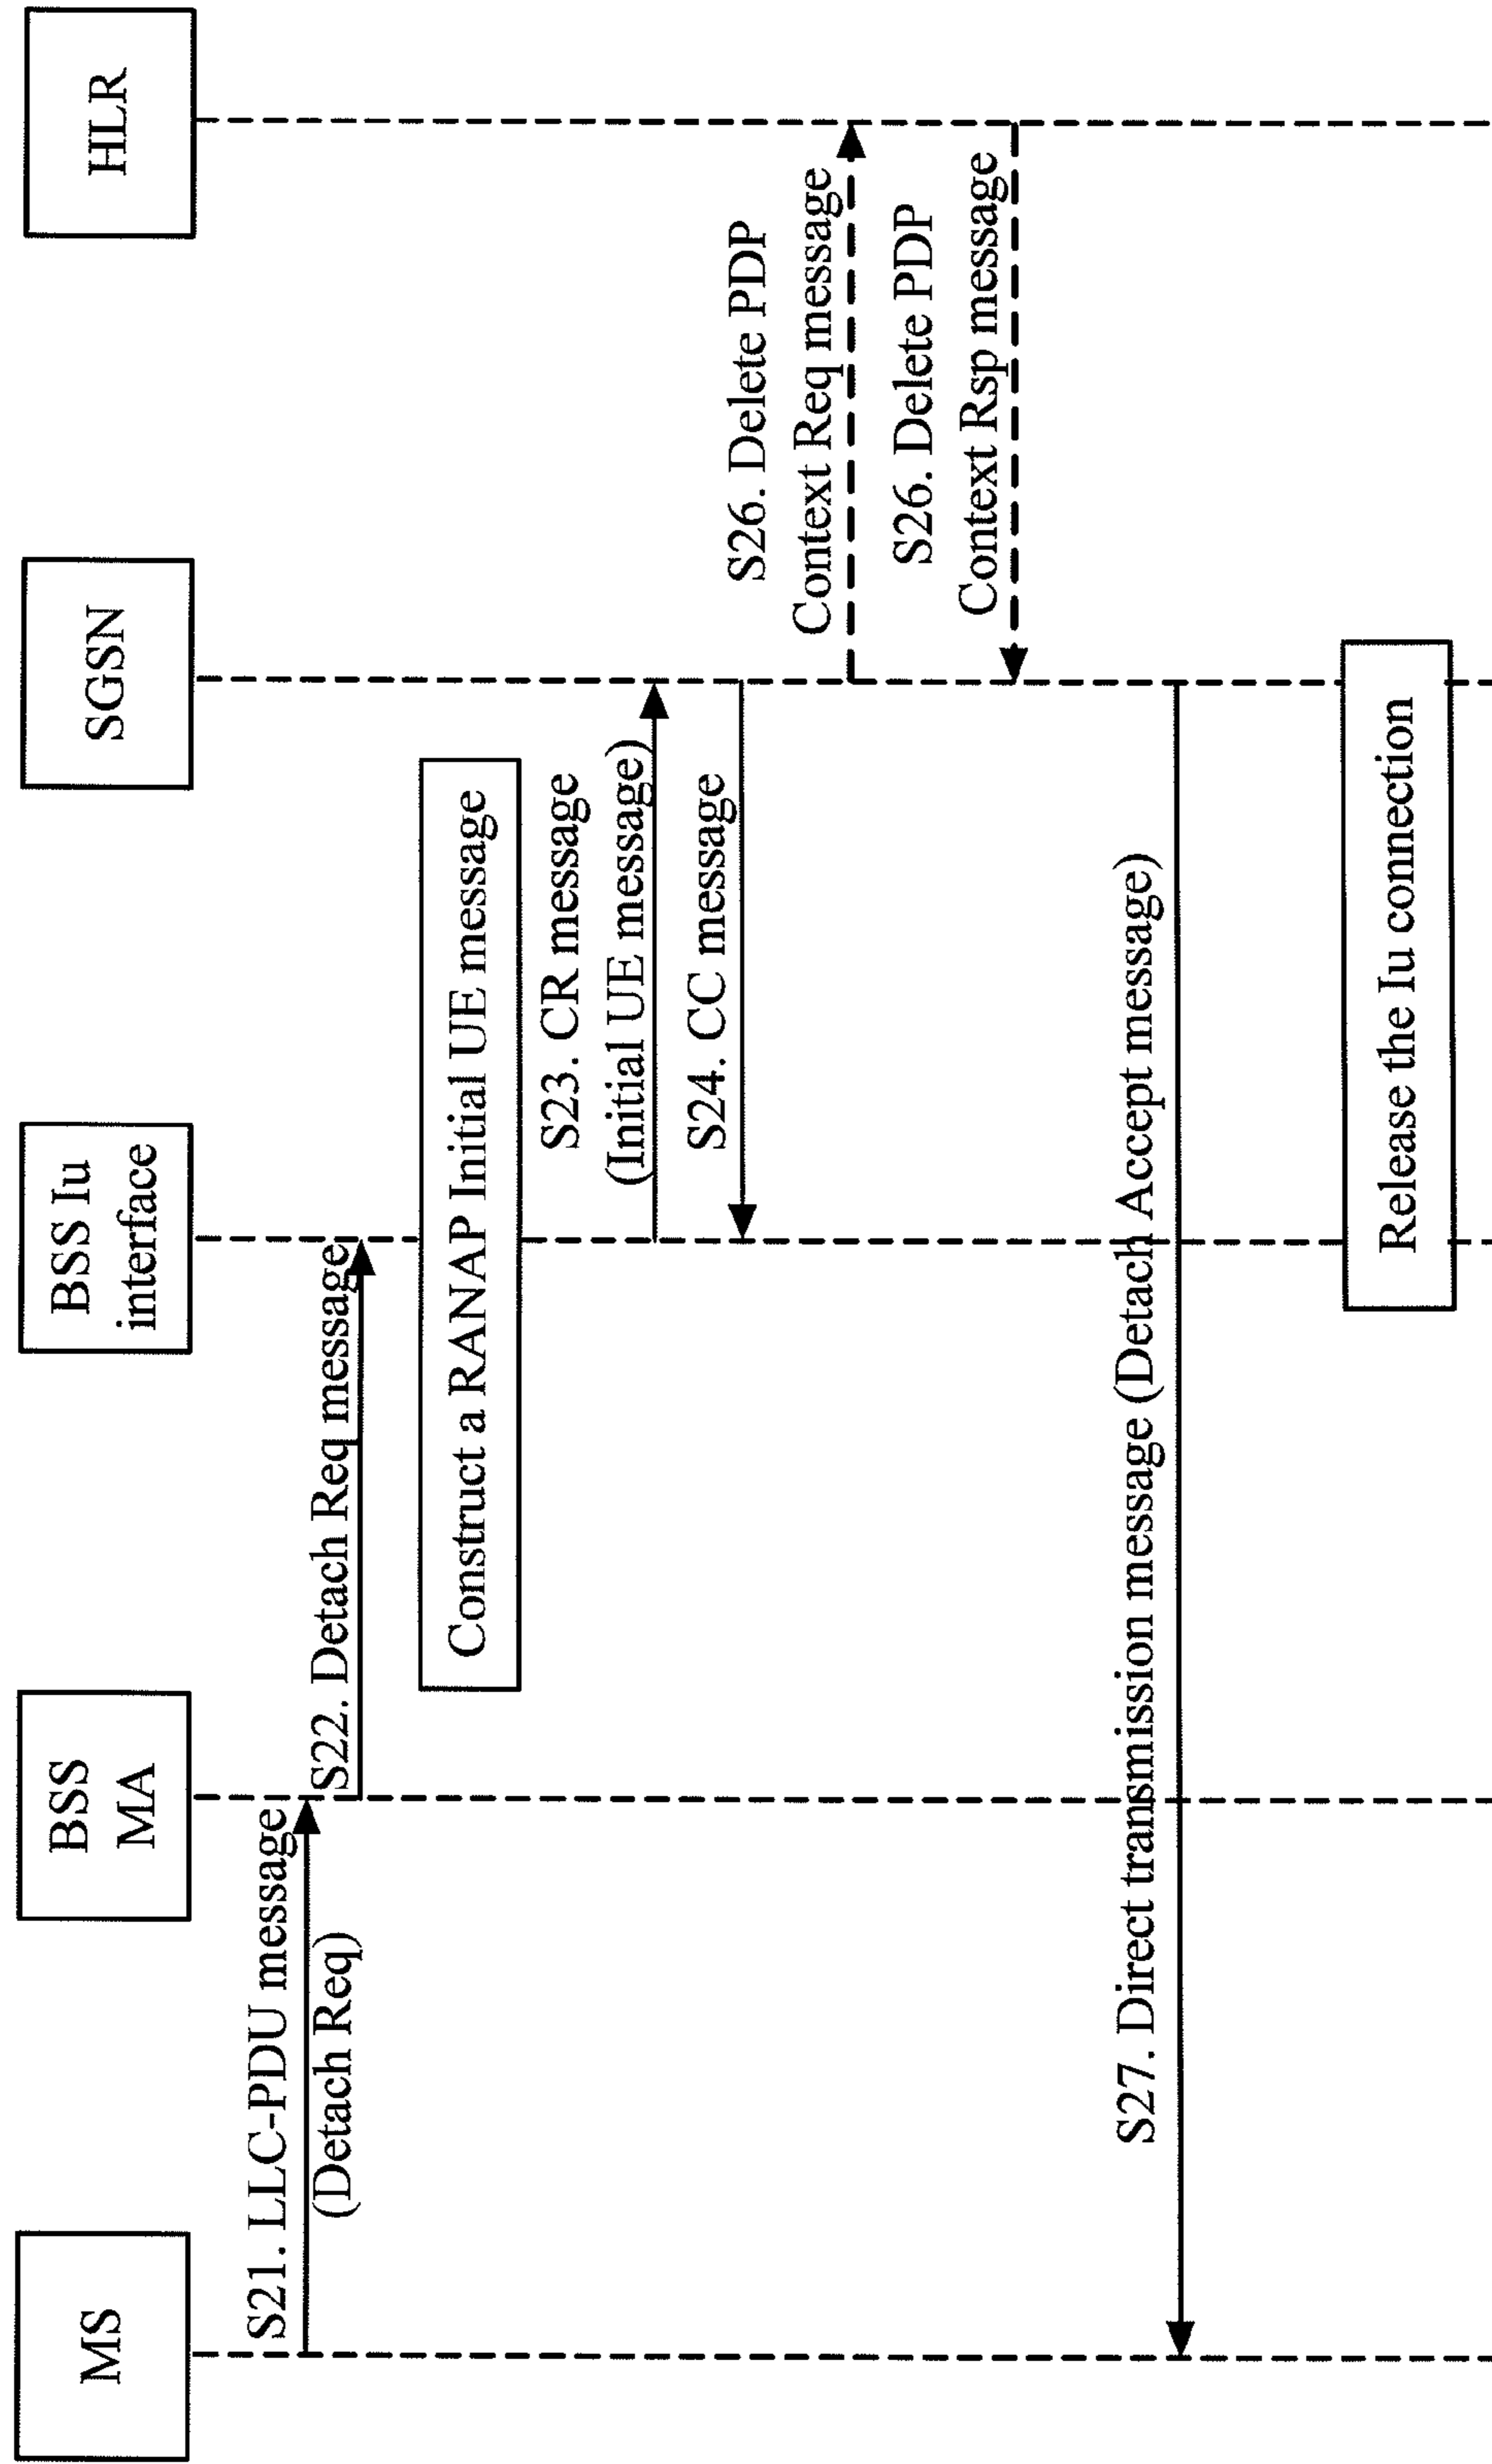 MS
BSS
MA
BSS Iu
interface
SGSN
HLR
S21. LLC-PDU message
(Detach Req)
S22. Detach Req message
Construct a RANAP Initial UE message
S23. CR message
(Initial UE message)
S24. CC message
S26. Delete PDP
Context Req message
S26. Delete PDP
Context Rsp message
S27. Direct transmission message (Detach Accept message)
Release the Iu connection